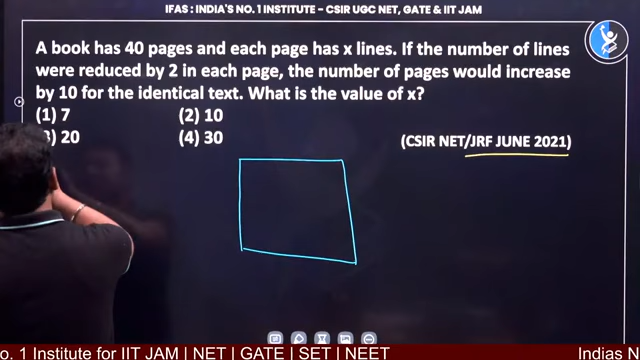 IFAS : INDIA'S NO. 1 INSTITUTE - CSIR UGC NET, GATE & IIT JAM
A book has 40 pages and each page has x lines. If the number of lines
were reduced by 2 in each page, the number of pages would increase
by 10 for the identical text. What is the value of x?
(1) 7 (2) 10
) 20 (4) 30
(CSIR NET/JRF JUNE 2021)
o. 1 Institute for IIT JAM | NET | GATE | SET | NEET Indias N